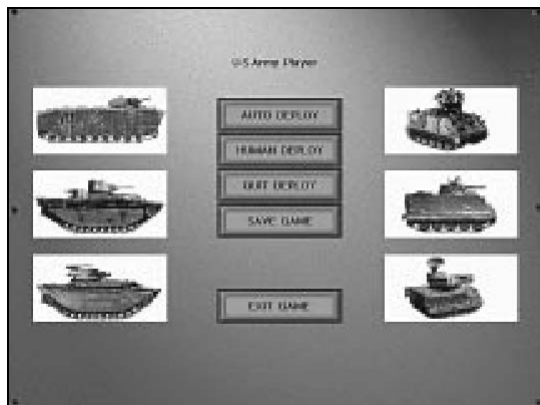 U.S Army Player
AUTO DEPLOY
HUMAN DEPLOY
QUIT DEPLOY
SAVE GAME
EXIT GAME